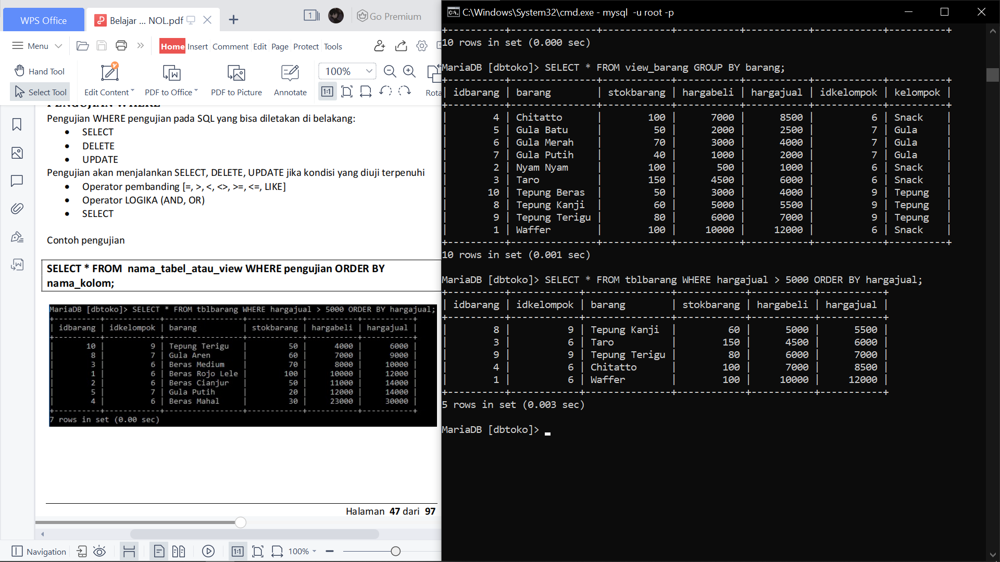 WPS Office
Belajar ... NOL.pdf
1
Go Premium
Menu
Home Insert Comment Edit Page Protect Tools
Hand Tool
Select Tool
Edit Content
PDF to Office
PDF to Picture
Annotate
100%
1:1
Rota
PENGUJIAN WHERE
Pengujian WHERE pengujian pada SQL yang bisa diletakan di belakang:
• SELECT
• DELETE
• UPDATE
Pengujian akan menjalankan SELECT, DELETE, UPDATE jika kondisi yang diuji terpenuhi
• Operator pembanding [=, >, <, <>, >=, <=, LIKE]
• Operator LOGIKA (AND, OR)
• SELECT
Contoh pengujian
SELECT * FROM nama_tabel_atau_view WHERE pengujian ORDER BY
nama_kolom;
MariaDB [dbtoko]> SELECT * FROM tblbarang WHERE hargajual > 5000 ORDER BY hargajual;
+----------+------------+------------------+------------+-----------+-----------+
| idbarang | idkelompok | barang | stokbarang | hargabeli | hargajual |
+----------+------------+------------------+------------+-----------+-----------+
| 10 | 9 | Tepung Terigu | 50 | 4000 | 6000 |
| 8 | 7 | Gula Aren | 60 | 7000 | 9000 |
| 3 | 6 | Beras Medium | 70 | 8000 | 10000 |
| 1 | 6 | Beras Rojo Lele | 100 | 10000 | 12000 |
| 2 | 6 | Beras Cianjur | 50 | 11000 | 14000 |
| 5 | 7 | Gula Putih | 20 | 12000 | 14000 |
| 4 | 6 | Beras Mahal | 30 | 23000 | 30000 |
+----------+------------+------------------+------------+-----------+-----------+
7 rows in set (0.00 sec)
Halaman 47 dari 97
Navigation
1:1
100%
C:\Windows\System32\cmd.exe - mysql -u root -p
+----------+---------------+------------+-----------+-----------+------------+----------+
10 rows in set (0.000 sec)
MariaDB [dbtoko]> SELECT * FROM view_barang GROUP BY barang;
+----------+---------------+------------+-----------+-----------+------------+----------+
| idbarang | barang | stokbarang | hargabeli | hargajual | idkelompok | kelompok |
+----------+---------------+------------+-----------+-----------+------------+----------+
| 4 | Chitatto | 100 | 7000 | 8500 | 6 | Snack |
| 5 | Gula Batu | 50 | 2000 | 2500 | 7 | Gula |
| 6 | Gula Merah | 70 | 3000 | 4000 | 7 | Gula |
| 7 | Gula Putih | 40 | 1000 | 2000 | 7 | Gula |
| 2 | Nyam Nyam | 100 | 500 | 1000 | 6 | Snack |
| 3 | Taro | 150 | 4500 | 6000 | 6 | Snack |
| 10 | Tepung Beras | 50 | 3000 | 4000 | 9 | Tepung |
| 8 | Tepung Kanji | 60 | 5000 | 5500 | 9 | Tepung |
| 9 | Tepung Terigu | 80 | 6000 | 7000 | 9 | Tepung |
| 1 | Waffer | 100 | 10000 | 12000 | 6 | Snack |
+----------+---------------+------------+-----------+-----------+------------+----------+
10 rows in set (0.001 sec)
MariaDB [dbtoko]> SELECT * FROM tblbarang WHERE hargajual > 5000 ORDER BY hargajual;
+----------+------------+---------------+------------+-----------+-----------+
| idbarang | idkelompok | barang | stokbarang | hargabeli | hargajual |
+----------+------------+---------------+------------+-----------+-----------+
| 8 | 9 | Tepung Kanji | 60 | 5000 | 5500 |
| 3 | 6 | Taro | 150 | 4500 | 6000 |
| 9 | 9 | Tepung Terigu | 80 | 6000 | 7000 |
| 4 | 6 | Chitatto | 100 | 7000 | 8500 |
| 1 | 6 | Waffer | 100 | 10000 | 12000 |
+----------+------------+---------------+------------+-----------+-----------+
5 rows in set (0.003 sec)
MariaDB [dbtoko]> _